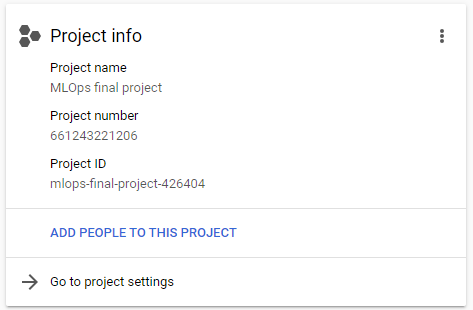 Project info
Project name
MLOps final project
Project number
661243221206
Project ID
mlops-final-project-426404
ADD PEOPLE TO THIS PROJECT
Go to project settings